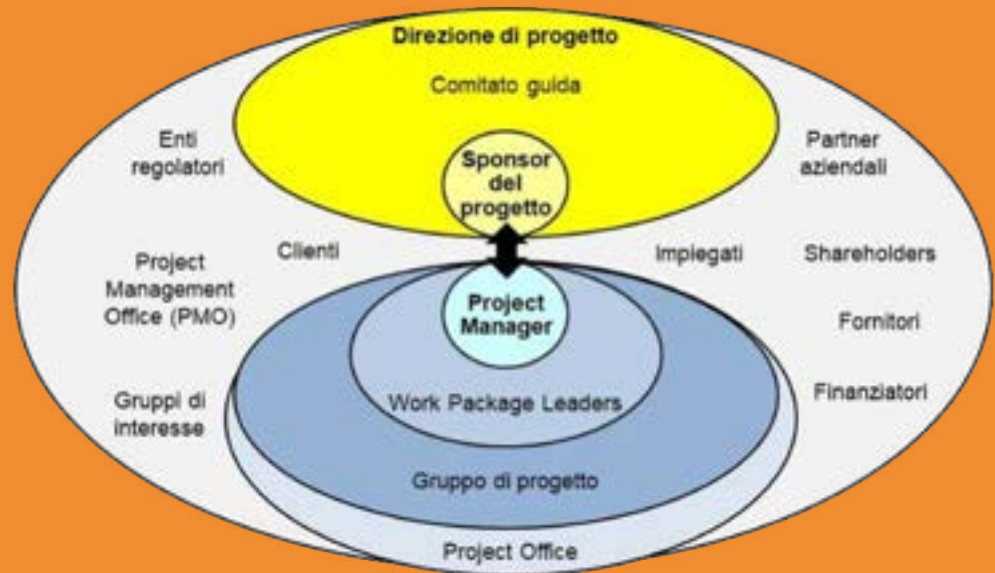 Direzione di progetto
Comitato guida
Enti
regolatori
Sponsor
del
progetto
Partner
aziendali
Clienti
Impiegati
Shareholders
Project
Management
Office (PMO)
Project
Manager
Fornitori
Gruppi di
interesse
Work Package Leaders
Finanziatori
Gruppo di progetto
Project Office